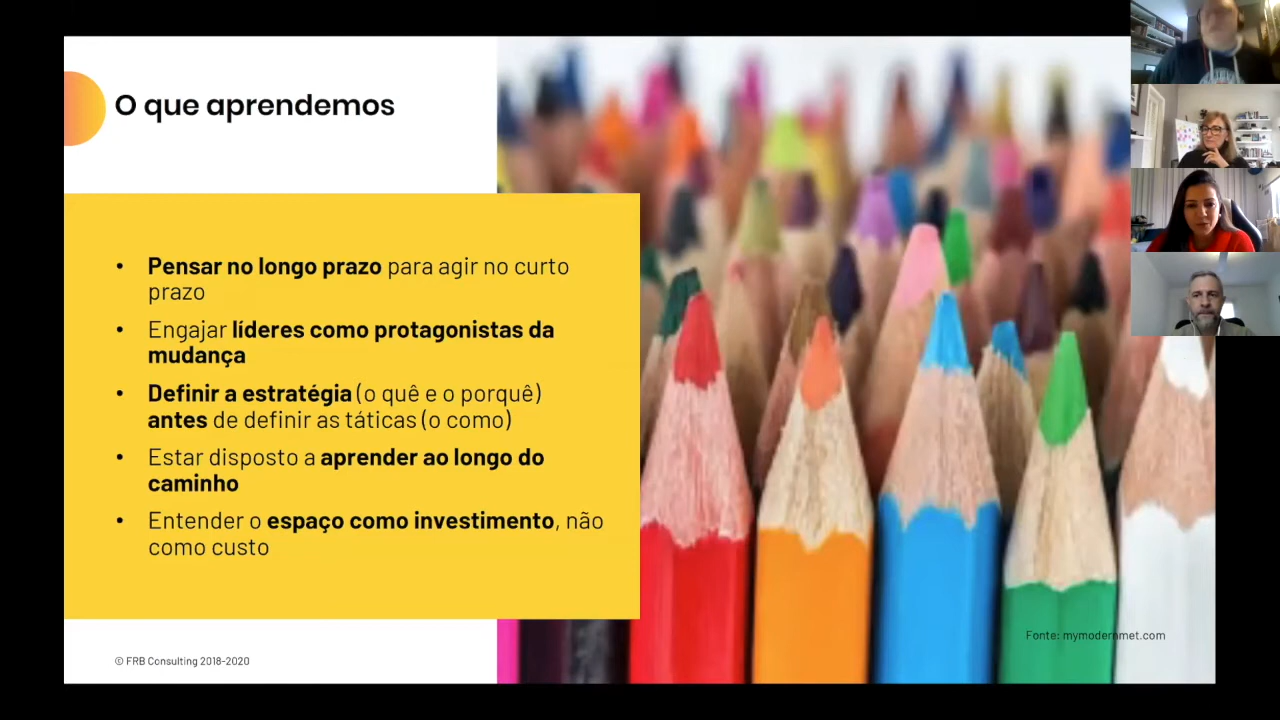 O que aprendemos
• Pensar no longo prazo para agir no curto
prazo
• Engajar líderes como protagonistas da
mudança
• Definir a estratégia (o quê e o porquê)
antes de definir as táticas (o como)
• Estar disposto a aprender ao longo do
caminho
• Entender o espaço como investimento, não
como custo
Fonte: mymodernmet.com
© FRB Consulting 2018-2020